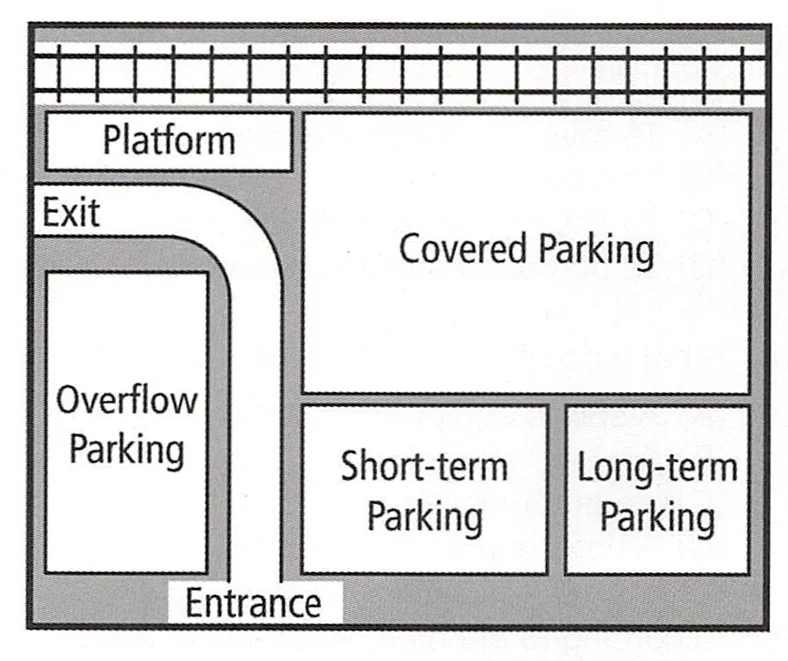 Platform
Exit
Covered Parking
Overflow
Parking
Short-term
Parking
Long-term
Parking
Entrance